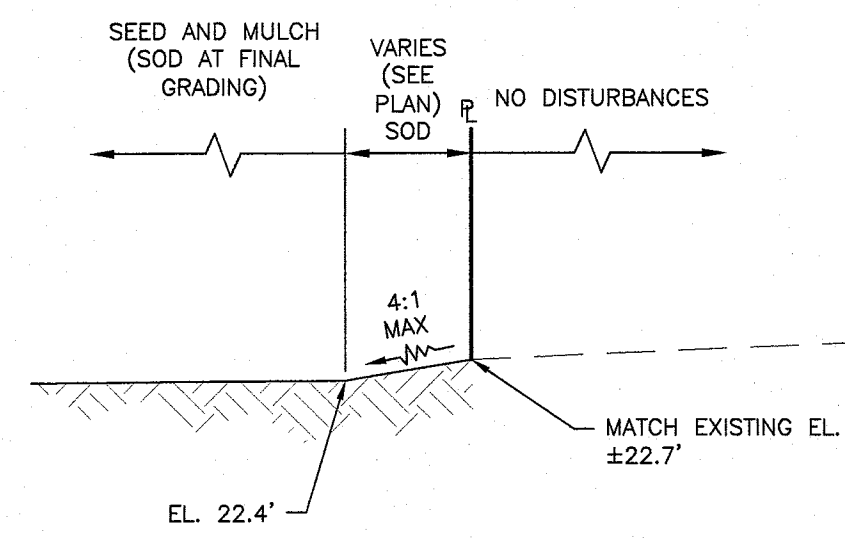 SEED AND MULCH
(SOD AT FINAL
GRADING)
VARIES
(SEE
PLAN)
SOD
PL
NO DISTURBANCES
4:1
MAX
MATCH EXISTING EL.
±22.7'
EL. 22.4'